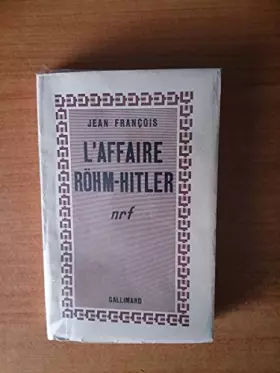 JEAN FRANÇOIS
L'AFFAIRE
RÖHM-HITLER
nrf
GALLIMARD